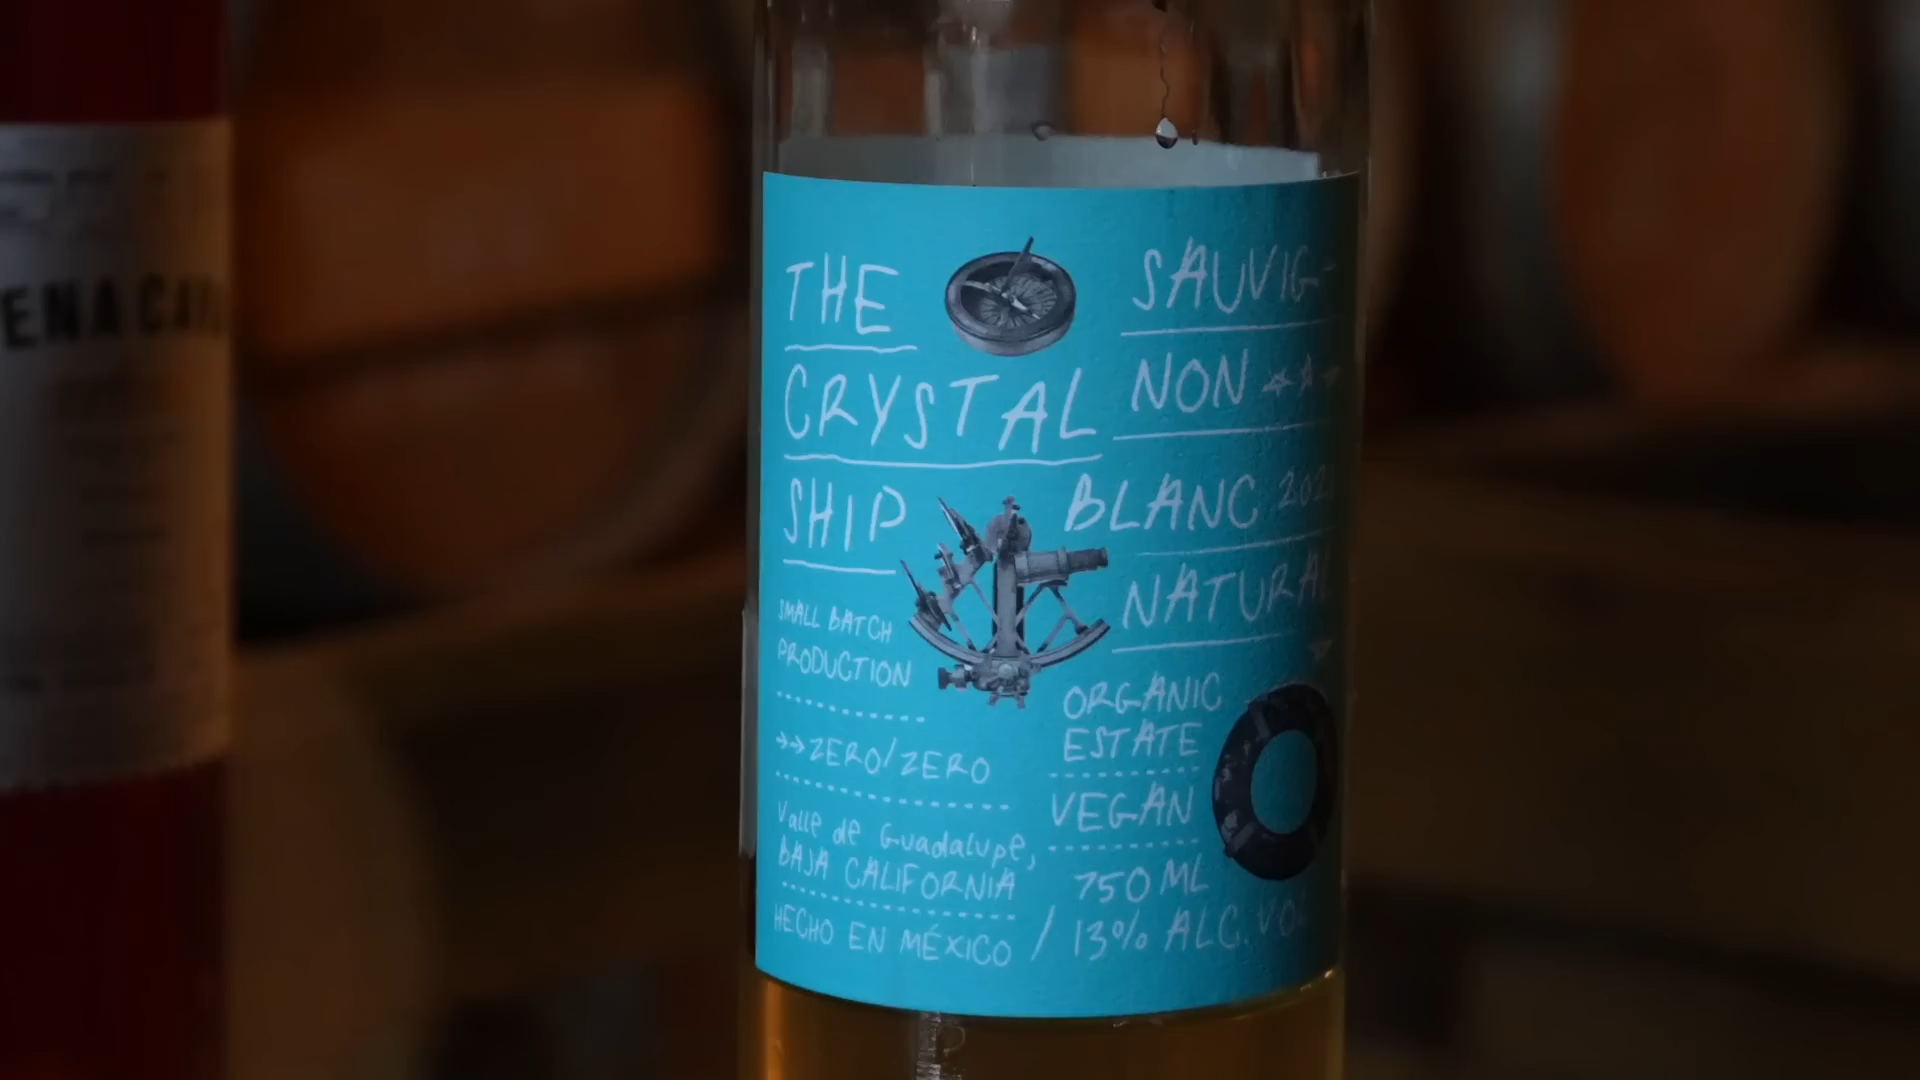 THE
CRYSTAL
SHIP
SAUVIG-
NON
BLANC
NATURAL
SMALL BATCH
PRODUCTION
→→ZERO/ZERO
Valle de Guadalupe,
BAJA CALIFORNIA
HECHO EN MÉXICO / 13% ALC. VOL
ORGANIC
ESTATE
VEGAN
750 ML